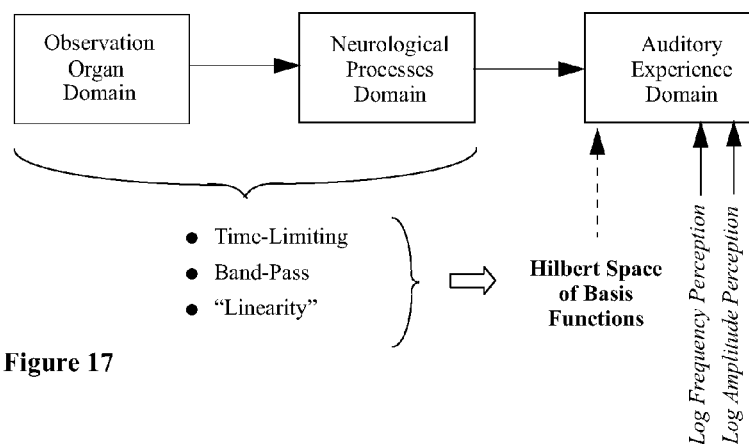 Observation
Organ
Domain
Neurological
Processes
Domain
Auditory
Experience
Domain
● Time-Limiting
● Band-Pass
● “Linearity”
Hilbert Space
of Basis
Functions
Log Frequency Perception
Log Amplitude Perception
Figure 17